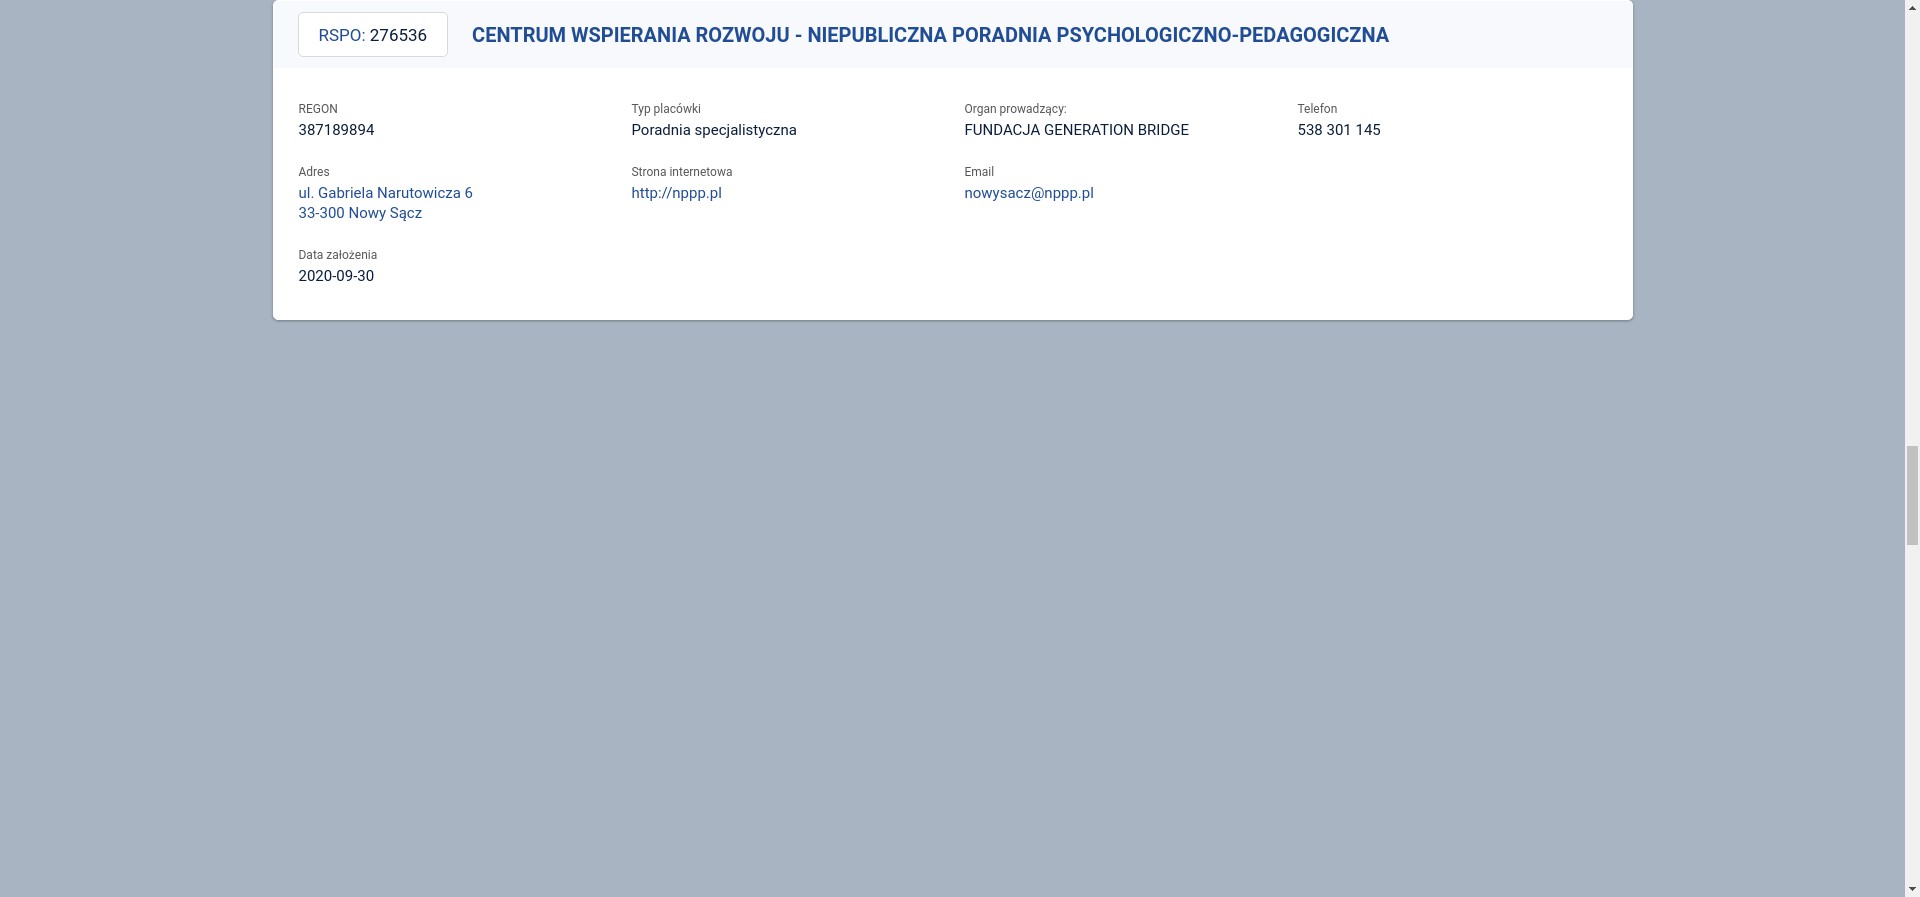 RSPO: 276536
CENTRUM WSPIERANIA ROZWOJU - NIEPUBLICZNA PORADNIA PSYCHOLOGICZNO-PEDAGOGICZNA
REGON
387189894
Typ placówki
Poradnia specjalistyczna
Organ prowadzący:
FUNDACJA GENERATION BRIDGE
Telefon
538 301 145
Adres
ul. Gabriela Narutowicza 6
33-300 Nowy Sącz
Strona internetowa
http://nppp.pl
Email
nowysacz@nppp.pl
Data założenia
2020-09-30